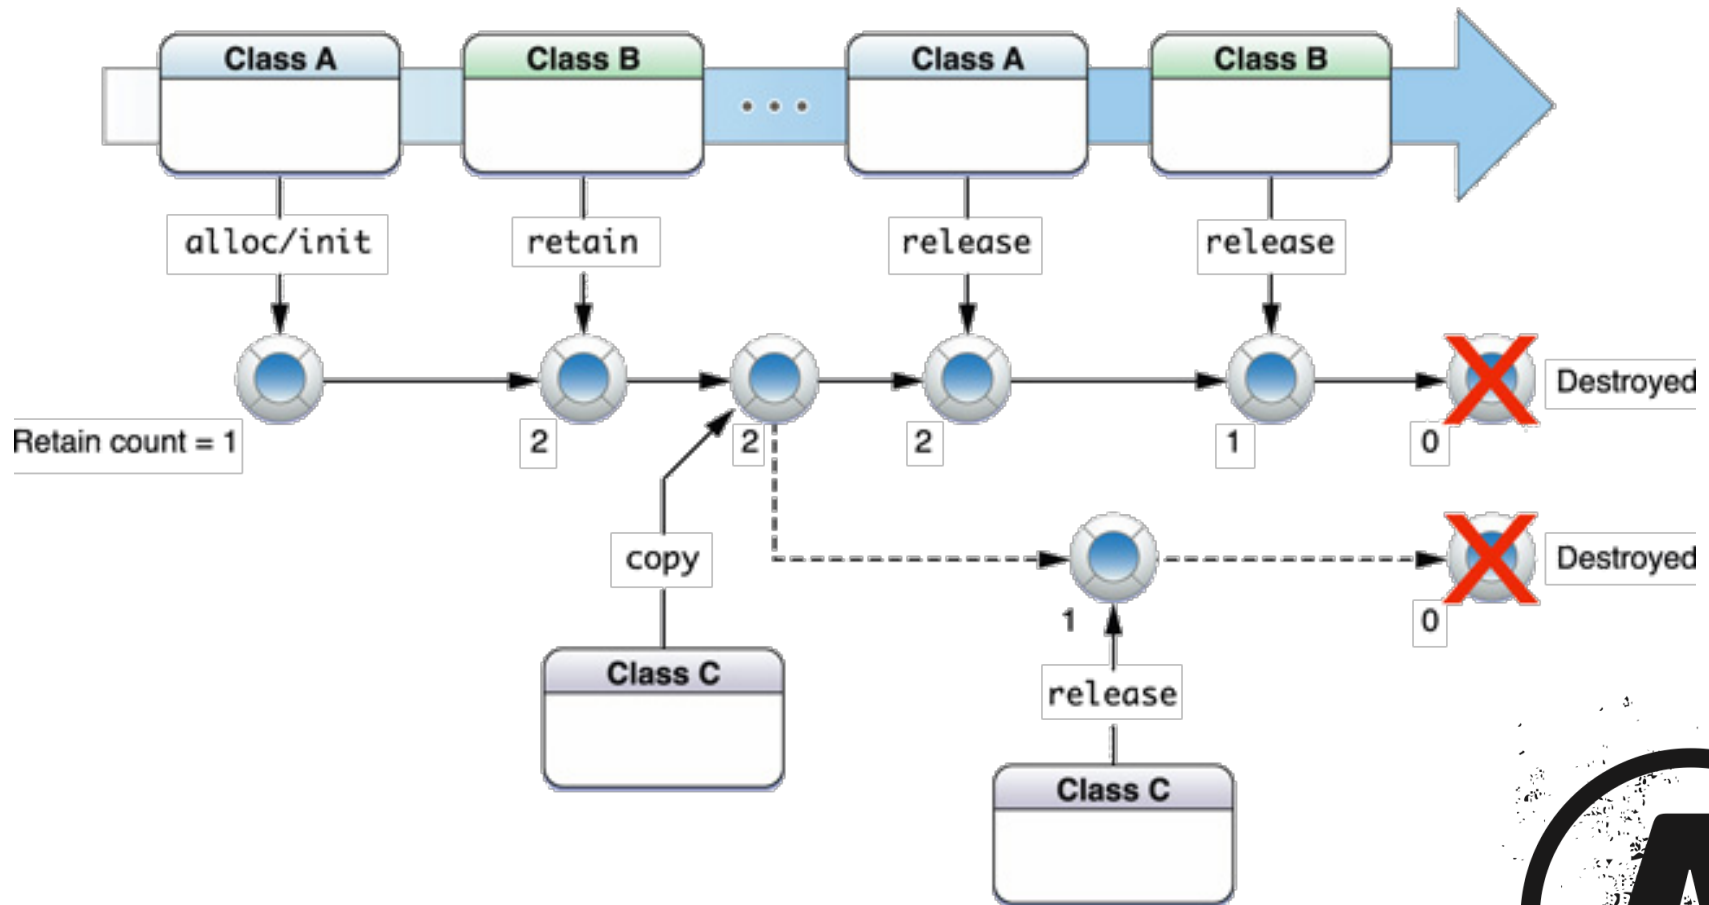 Class A
Class B
Class A
Class B
alloc/init
retain
release
release
Destroyed
Retain count = 1
2
2
2
1
0
copy
Destroyed
1
0
Class C
release
Class C